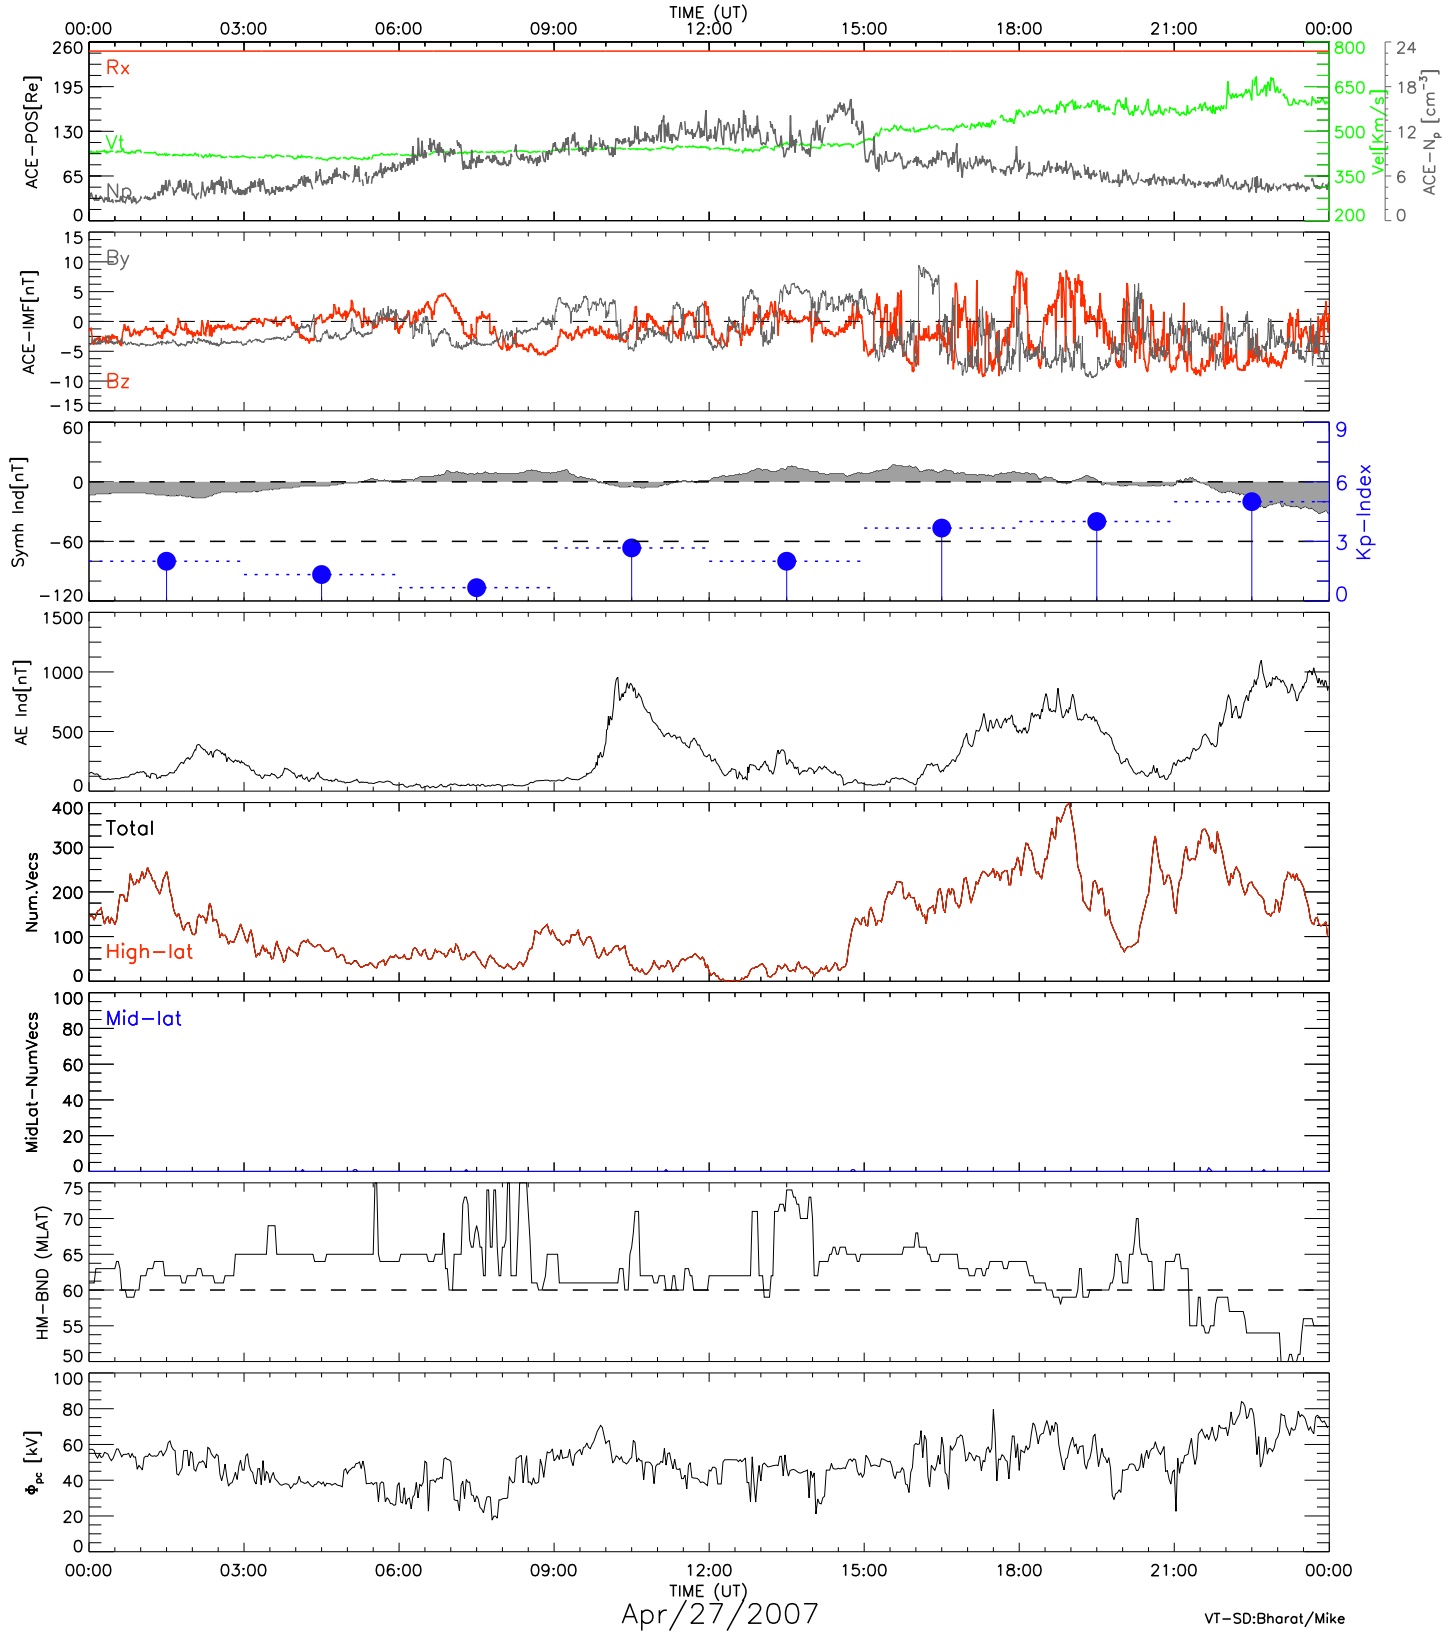 TIME (UT)
00:00 03:00 06:00 09:00 12:00 15:00 18:00 21:00 00:00
ACE-POS[Re]
260
195
130
65
0
Rx
Vt
Np
800
650
500
350
200
Vel[Km/s]
24
18
12
6
0
ACE-Np [cm-3]
ACE-IMF[nT]
15
10
5
0
-5
-10
-15
By
Bz
Symh Ind[nT]
60
0
-60
-120
9
6
3
0
Kp-Index
AE Ind[nT]
1500
1000
500
0
Num.Vecs
400
300
200
100
0
Total
High-lat
MidLat-NumVecs
100
80
60
40
20
0
Mid-lat
HM-BND (MLAT)
75
70
65
60
55
50
Φpc [kV]
100
80
60
40
20
0
00:00 03:00 06:00 09:00 12:00 15:00 18:00 21:00 00:00
TIME (UT)
Apr/27/2007
VT-SD:Bharat/Mike